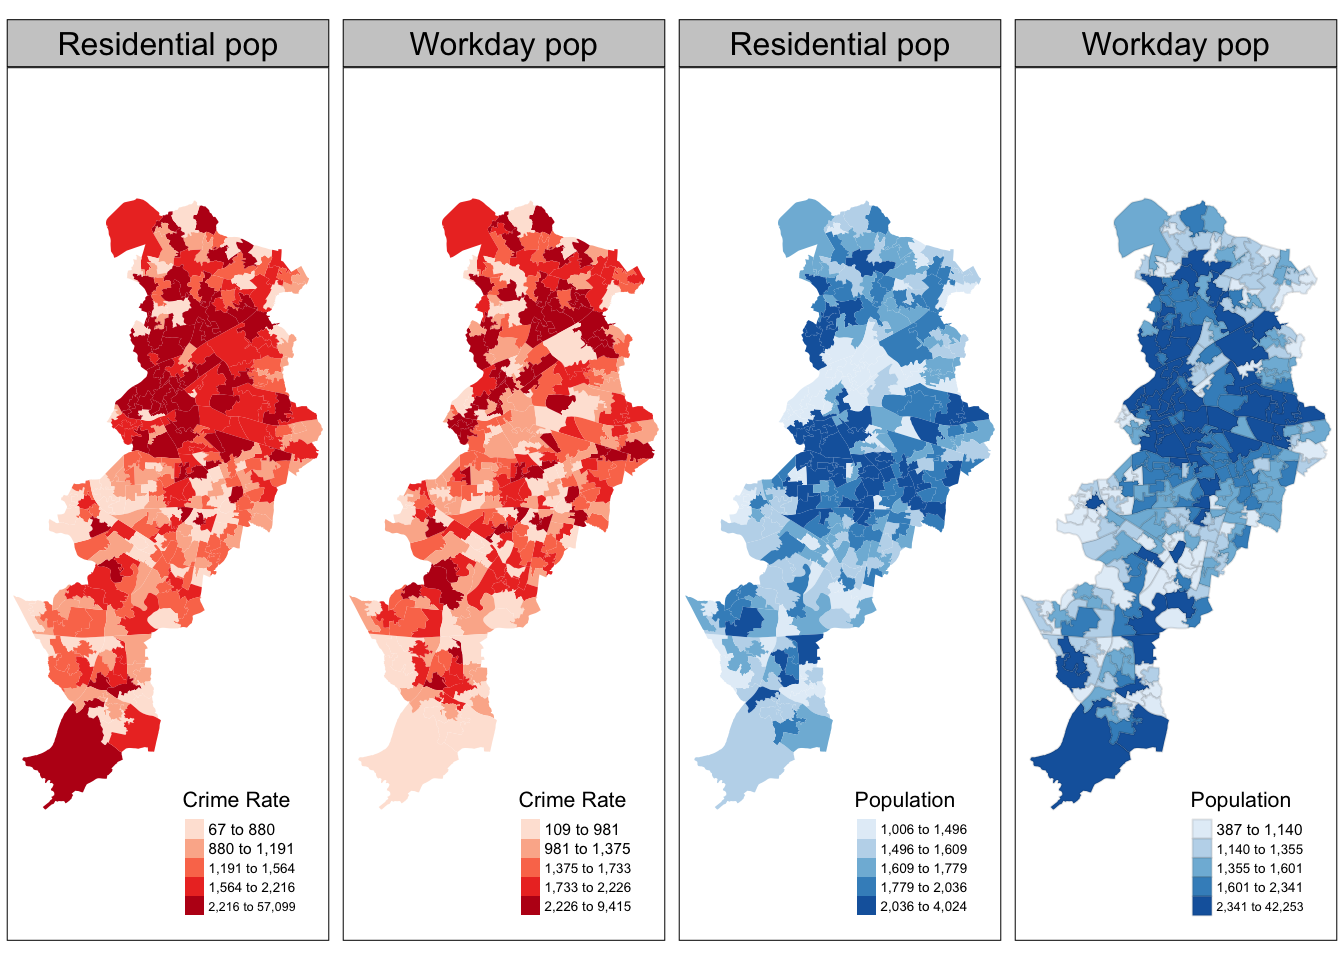 Residential pop
Workday pop
Residential pop
Workday pop
Crime Rate
67 to 880
880 to 1,191
1,191 to 1,564
1,564 to 2,216
2,216 to 57,099
Crime Rate
109 to 981
981 to 1,375
1,375 to 1,733
1,733 to 2,226
2,226 to 9,415
Population
1,006 to 1,496
1,496 to 1,609
1,609 to 1,779
1,779 to 2,036
2,036 to 4,024
Population
387 to 1,140
1,140 to 1,355
1,355 to 1,601
1,601 to 2,341
2,341 to 42,253